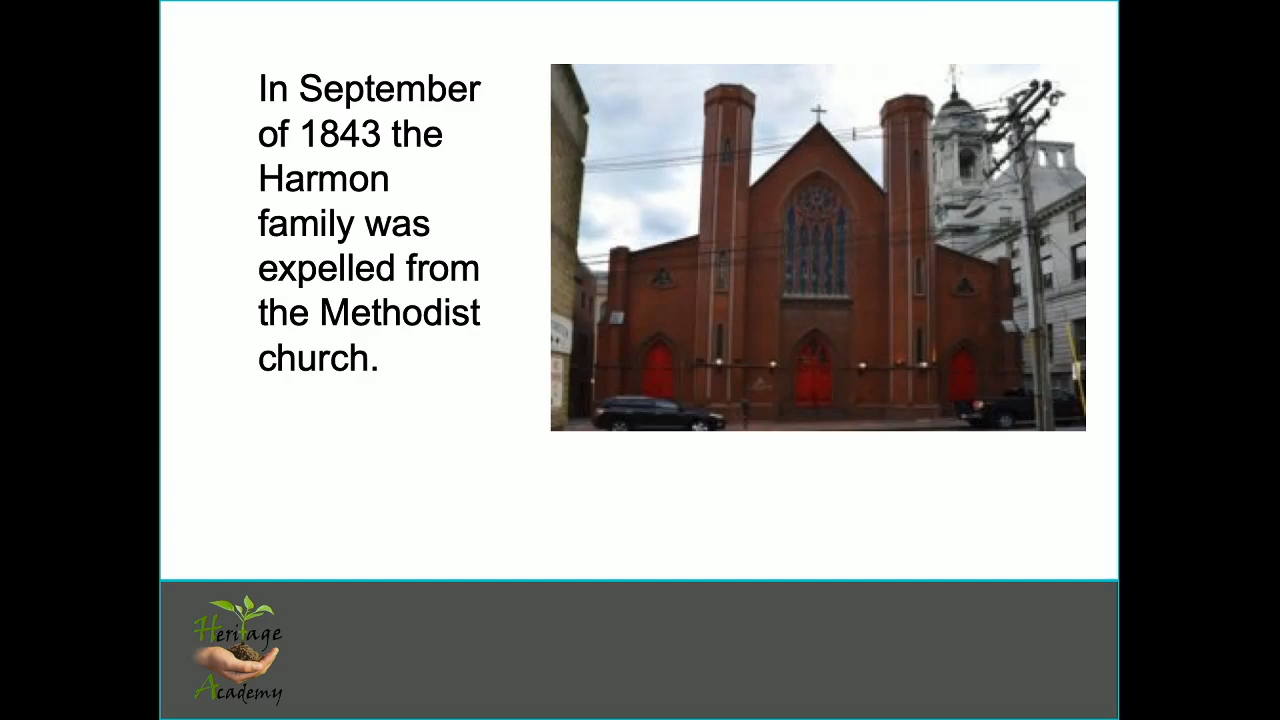 In September
of 1843 the
Harmon
family was
expelled from
the Methodist
church.
Heritage
Academy